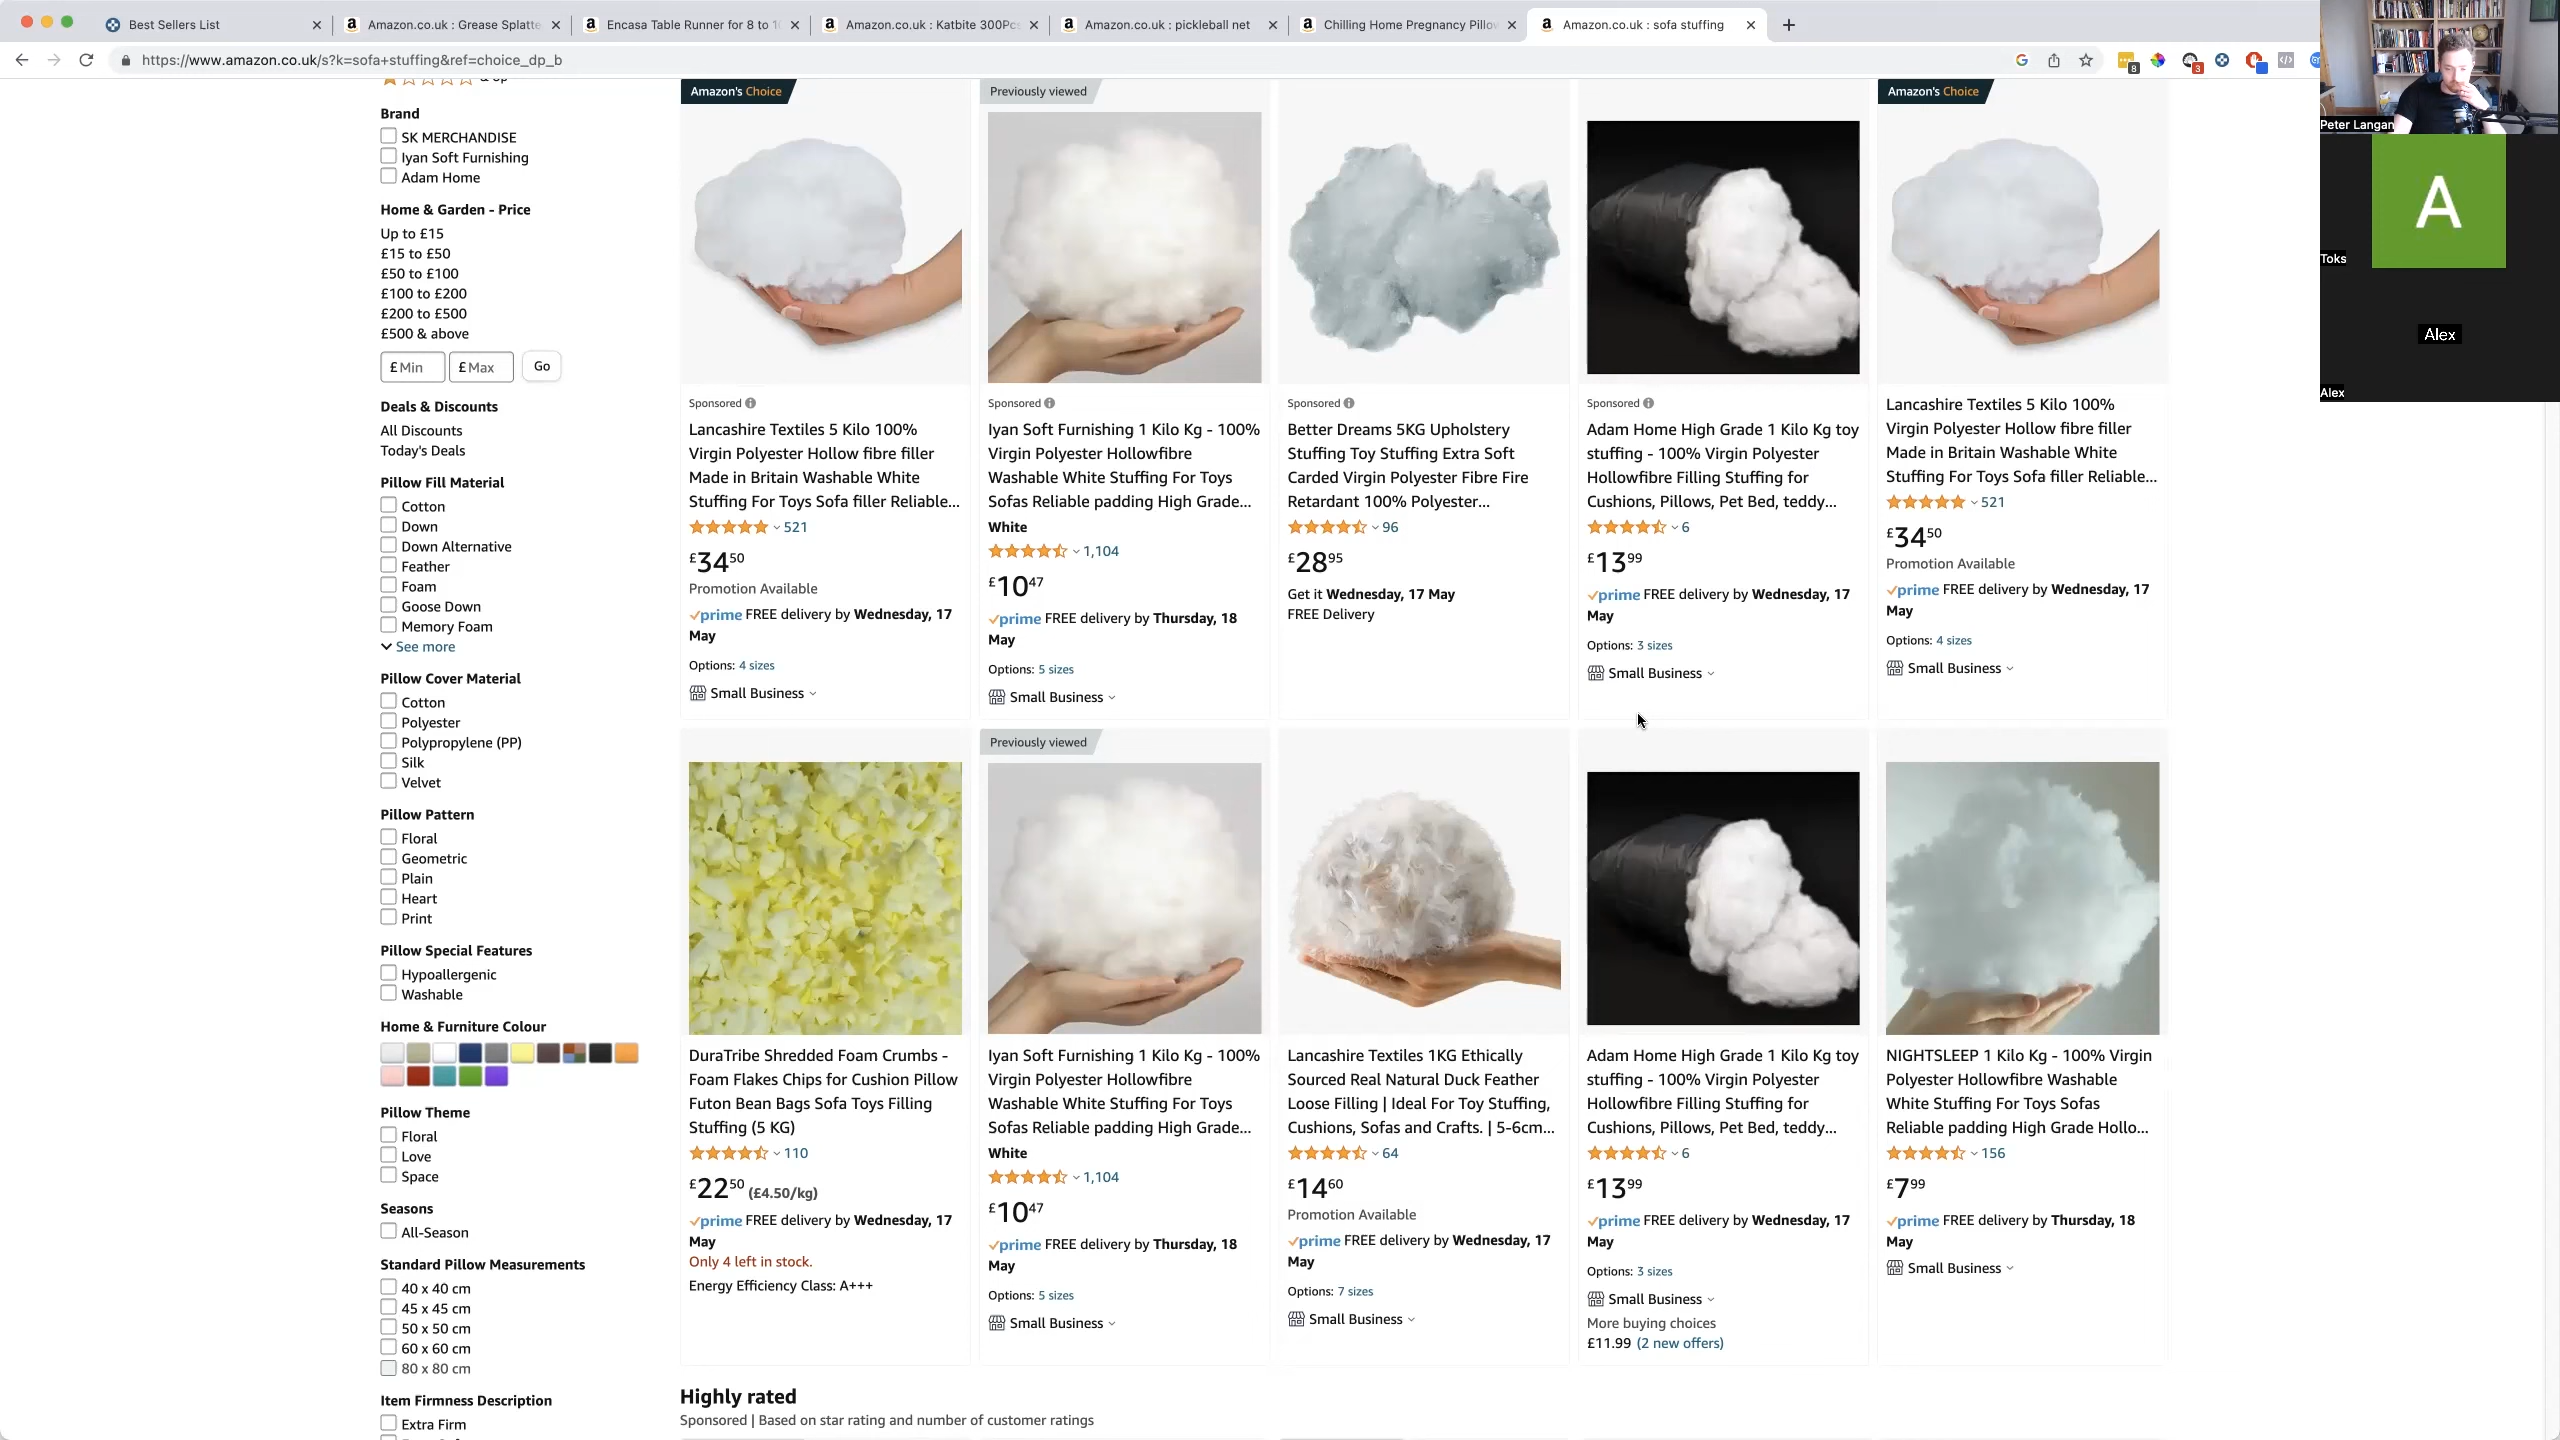 Best Sellers List
Amazon.co.uk : Grease Splatte
Encasa Table Runner for 8 to 1
Amazon.co.uk : Katbite 300Pcs
Amazon.co.uk : pickleball net
Chilling Home Pregnancy Pillow
Amazon.co.uk : sofa stuffing
https://www.amazon.co.uk/s?k=sofa+stuffing&ref=choice_dp_b
8
3
Peter Langan
A
Toks
Alex
Alex
Brand
SK MERCHANDISE
Iyan Soft Furnishing
Adam Home
Home & Garden - Price
Up to £15
£15 to £50
£50 to £100
£100 to £200
£200 to £500
£500 & above
£ Min
£ Max
Go
Deals & Discounts
All Discounts
Today's Deals
Pillow Fill Material
Cotton
Down
Down Alternative
Feather
Foam
Goose Down
Memory Foam
See more
Pillow Cover Material
Cotton
Polyester
Polypropylene (PP)
Silk
Velvet
Pillow Pattern
Floral
Geometric
Plain
Heart
Print
Pillow Special Features
Hypoallergenic
Washable
Home & Furniture Colour
Pillow Theme
Floral
Love
Space
Seasons
All-Season
Standard Pillow Measurements
40 x 40 cm
45 x 45 cm
50 x 50 cm
60 x 60 cm
80 x 80 cm
Item Firmness Description
Extra Firm
Amazon's Choice
Sponsored
Lancashire Textiles 5 Kilo 100%
Virgin Polyester Hollow fibre filler
Made in Britain Washable White
Stuffing For Toys Sofa filler Reliable...
521
£34.50
Promotion Available
prime FREE delivery by Wednesday, 17
May
Options: 4 sizes
Small Business
Previously viewed
Sponsored
Iyan Soft Furnishing 1 Kilo Kg - 100%
Virgin Polyester Hollowfibre
Washable White Stuffing For Toys
Sofas Reliable padding High Grade...
White
1,104
£10.47
prime FREE delivery by Thursday, 18
May
Options: 5 sizes
Small Business
Sponsored
Better Dreams 5KG Upholstery
Stuffing Toy Stuffing Extra Soft
Carded Virgin Polyester Fibre Fire
Retardant 100% Polyester...
96
£28.95
Get it Wednesday, 17 May
FREE Delivery
Sponsored
Adam Home High Grade 1 Kilo Kg toy
stuffing - 100% Virgin Polyester
Hollowfibre Filling Stuffing for
Cushions, Pillows, Pet Bed, teddy...
6
£13.99
prime FREE delivery by Wednesday, 17
May
Options: 3 sizes
Small Business
Amazon's Choice
Lancashire Textiles 5 Kilo 100%
Virgin Polyester Hollow fibre filler
Made in Britain Washable White
Stuffing For Toys Sofa filler Reliable...
521
£34.50
Promotion Available
prime FREE delivery by Wednesday, 17
May
Options: 4 sizes
Small Business
DuraTribe Shredded Foam Crumbs -
Foam Flakes Chips for Cushion Pillow
Futon Bean Bags Sofa Toys Filling
Stuffing (5 KG)
110
£22.50 (£4.50/kg)
prime FREE delivery by Wednesday, 17
May
Only 4 left in stock.
Energy Efficiency Class: A+++
Previously viewed
Iyan Soft Furnishing 1 Kilo Kg - 100%
Virgin Polyester Hollowfibre
Washable White Stuffing For Toys
Sofas Reliable padding High Grade...
White
1,104
£10.47
prime FREE delivery by Thursday, 18
May
Options: 5 sizes
Small Business
Lancashire Textiles 1KG Ethically
Sourced Real Natural Duck Feather
Loose Filling | Ideal For Toy Stuffing,
Cushions, Sofas and Crafts. | 5-6cm...
64
£14.60
Promotion Available
prime FREE delivery by Wednesday, 17
May
Options: 7 sizes
Small Business
Adam Home High Grade 1 Kilo Kg toy
stuffing - 100% Virgin Polyester
Hollowfibre Filling Stuffing for
Cushions, Pillows, Pet Bed, teddy...
6
£13.99
prime FREE delivery by Wednesday, 17
May
Options: 3 sizes
Small Business
More buying choices
£11.99 (2 new offers)
NIGHTSLEEP 1 Kilo Kg - 100% Virgin
Polyester Hollowfibre Washable
White Stuffing For Toys Sofas
Reliable padding High Grade Hollo...
156
£7.99
prime FREE delivery by Thursday, 18
May
Small Business
Highly rated
Sponsored | Based on star rating and number of customer ratings